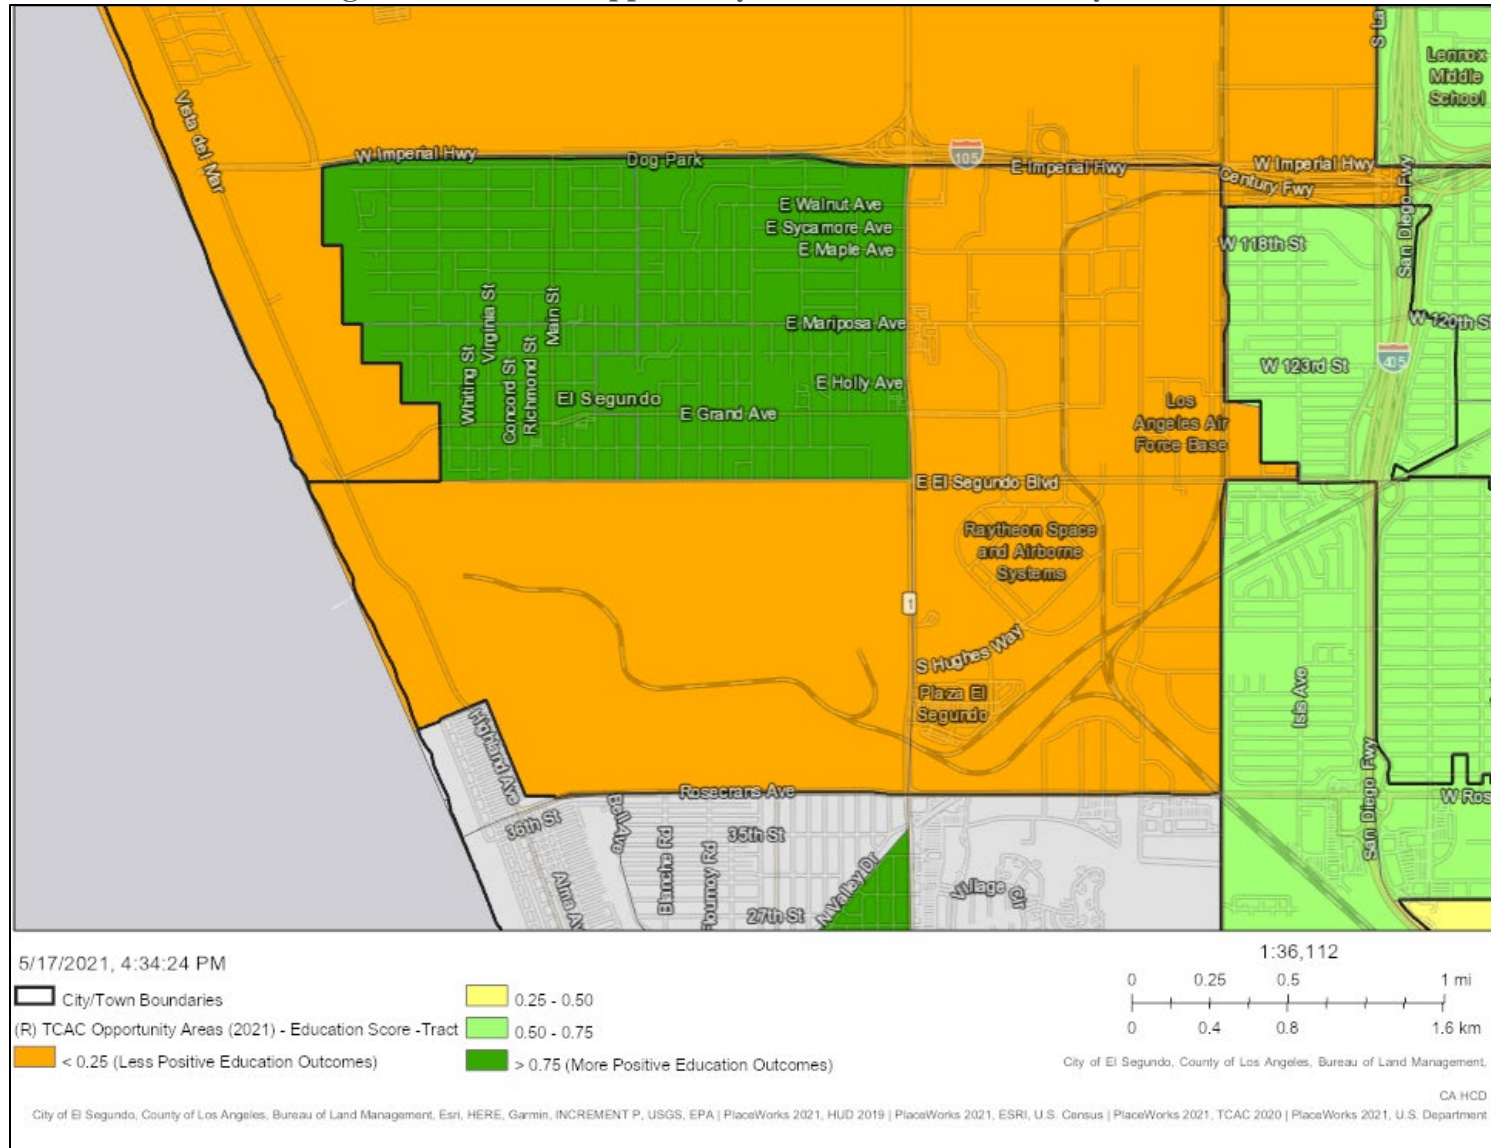 S La
Lennox
Middle
School
Vista del Mar
W Imperial Hwy
Dog Park
105
E Imperial Hwy
W Imperial Hwy
Century Fwy
San Diego Fwy
E Walnut Ave
E Sycamore Ave
E Maple Ave
W 118th St
Virginia St
Main St
E Mariposa Ave
W 120th St
Whiting St
Concord St
Richmond St
W 123rd St
405
E Holly Ave
El Segundo
E Grand Ave
Los
Angeles Air
Force Base
E El Segundo Blvd
Raytheon Space
and Airborne
Systems
1
S Hughes Way
Plaza El
Segundo
Isis Ave
Highland Ave
San Diego Fwy
Rosecrans Ave
W Ros
36th St
Bell Ave
Blanche Rd
Flournoy Rd
35th St
N Valley Dr
Village Cir
Alma Av
27th St
5/17/2021, 4:34:24 PM
City/Town Boundaries
(R) TCAC Opportunity Areas (2021) - Education Score -Tract
< 0.25 (Less Positive Education Outcomes)
0.25 - 0.50
0.50 - 0.75
> 0.75 (More Positive Education Outcomes)
1:36,112
0 0.25 0.5 1 mi
0 0.4 0.8 1.6 km
City of El Segundo, County of Los Angeles, Bureau of Land Management,
CA HCD
City of El Segundo, County of Los Angeles, Bureau of Land Management, Esri, HERE, Garmin, INCREMENT P, USGS, EPA | PlaceWorks 2021, HUD 2019 | PlaceWorks 2021, ESRI, U.S. Census | PlaceWorks 2021, TCAC 2020 | PlaceWorks 2021, U.S. Department